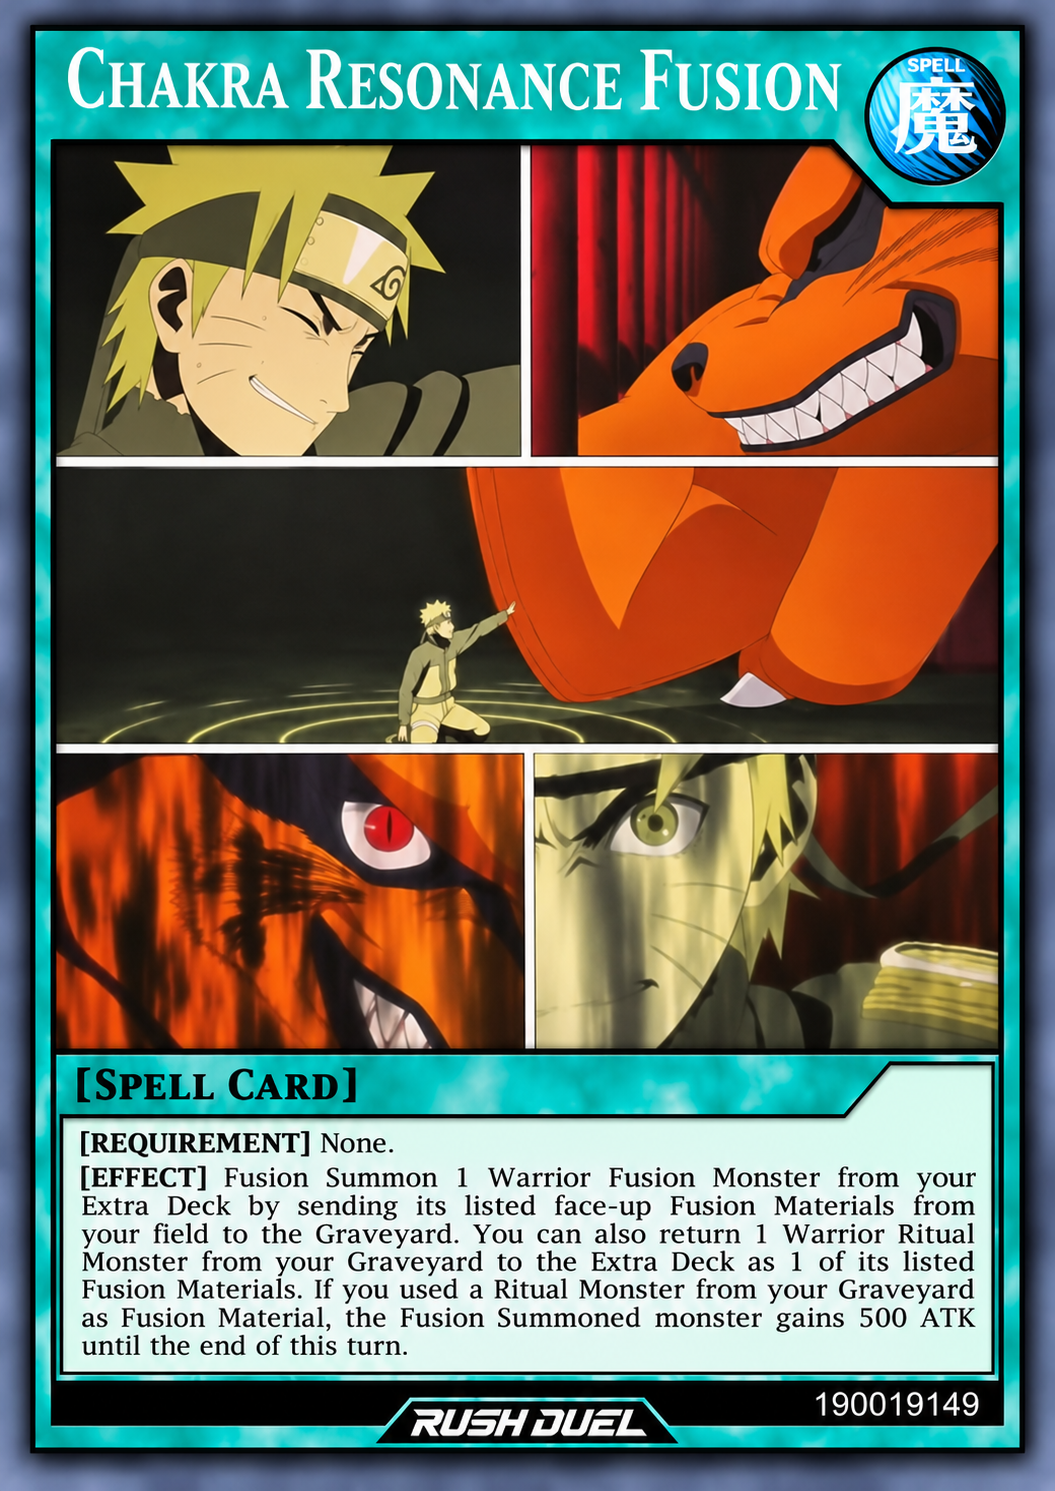 CHAKRA RESONANCE FUSION
SPELL
魔
[SPELL CARD]
[REQUIREMENT] None.
[EFFECT] Fusion Summon 1 Warrior Fusion Monster from your
Extra Deck by sending its listed face-up Fusion Materials from
your field to the Graveyard. You can also return 1 Warrior Ritual
Monster from your Graveyard to the Extra Deck as 1 of its listed
Fusion Materials. If you used a Ritual Monster from your Graveyard
as Fusion Material, the Fusion Summoned monster gains 500 ATK
until the end of this turn.
190019149
RUSH DUEL